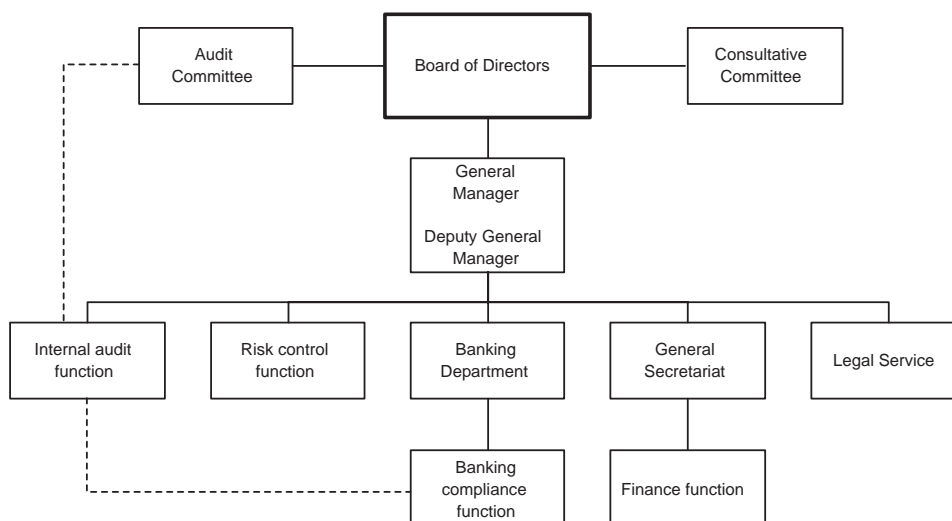 Audit
Committee
Board of Directors
Consultative
Committee
General
Manager
Deputy General
Manager
Internal audit
function
Risk control
function
Banking
Department
General
Secretariat
Legal Service
Banking
compliance
function
Finance function